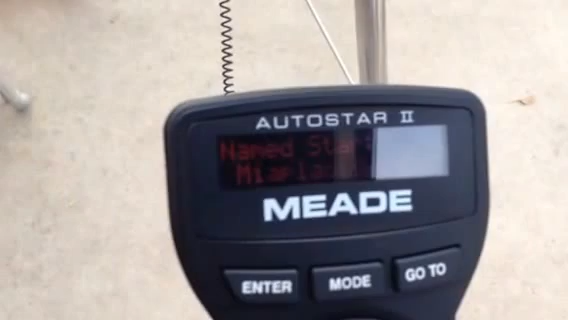 AUTOSTAR II
Named Star
MEADE
ENTER
MODE
GO TO